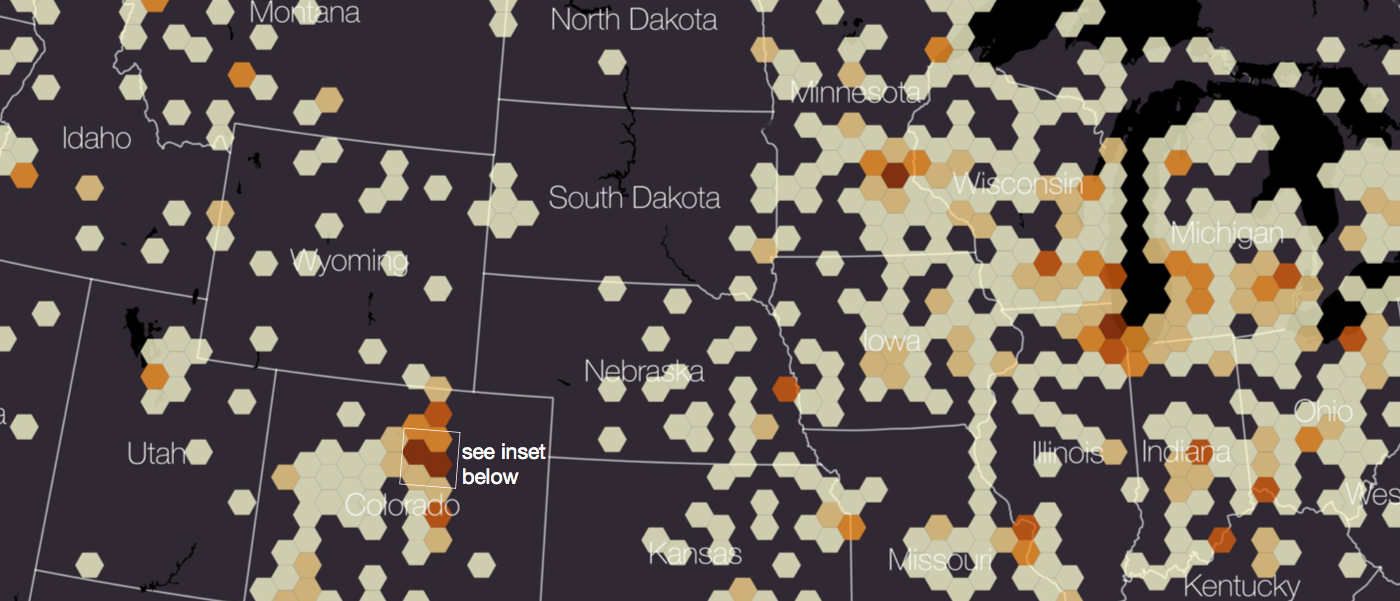 Montana
North Dakota
Minnesota
Idaho
South Dakota
Wisconsin
Michigan
Wyoming
Iowa
Nebraska
Ohio
Utah
see inset
below
Illinois
Indiana
Colorado
Wes
Kansas
Missouri
Kentucky
a